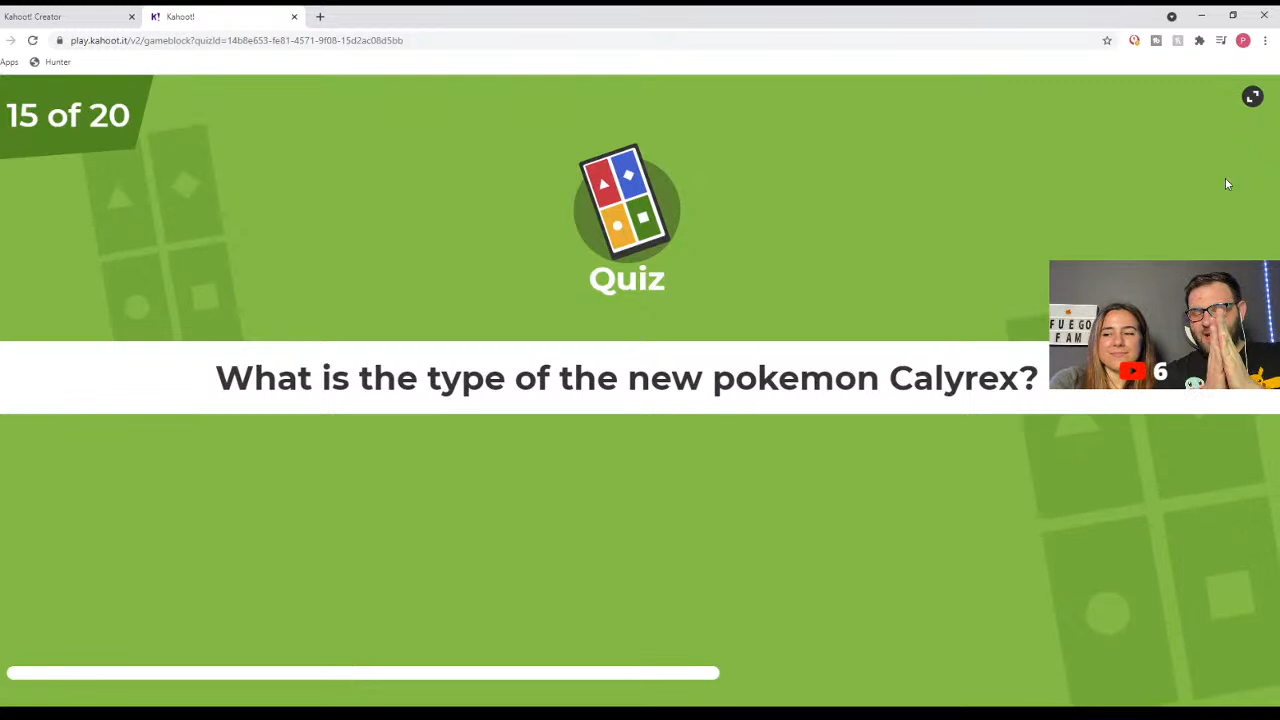 Kahoot! Creator
K! Kahoot!
play.kahoot.it/v2/gameblock?quizId=14b8e653-fe81-4571-9f08-15d2ac08d5bb
P
Apps
Hunter
15 of 20
Quiz
What is the type of the new pokemon Calyrex?
FUEGO
FAM
6